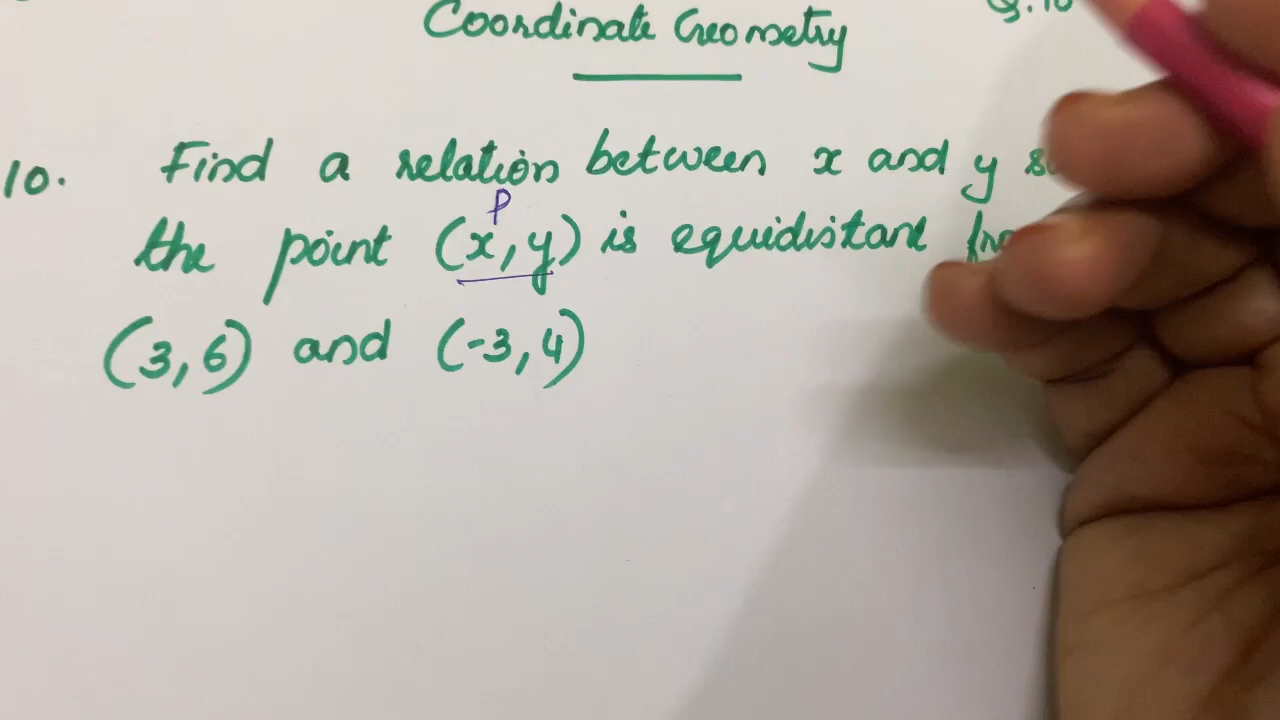 Coordinate Geometry
10. Find a relation between x and y
P
the point (x, y) is equidistant
(3, 6) and (-3, 4)